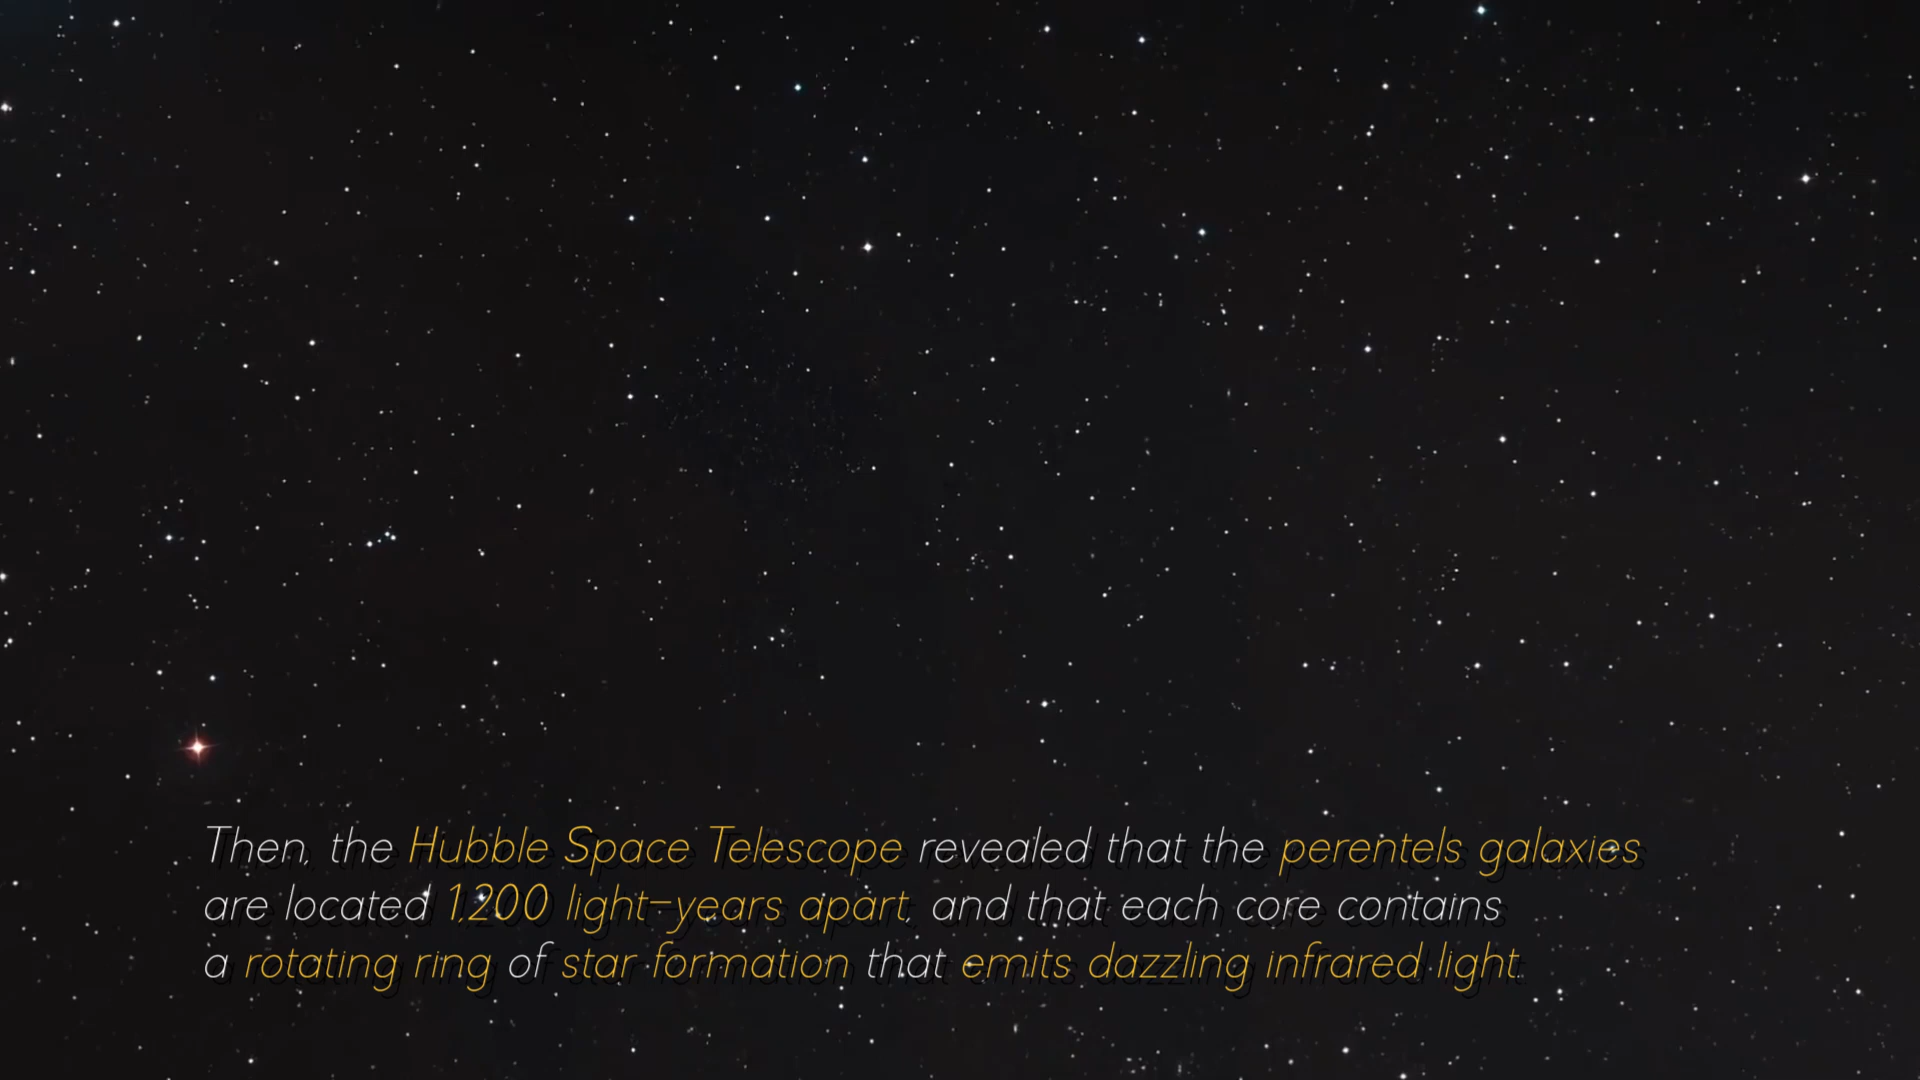 Then, the Hubble Space Telescope revealed that the perentels galaxies
are located 1,200 light-years apart, and that each core contains
a rotating ring of star formation that emits dazzling infrared light.